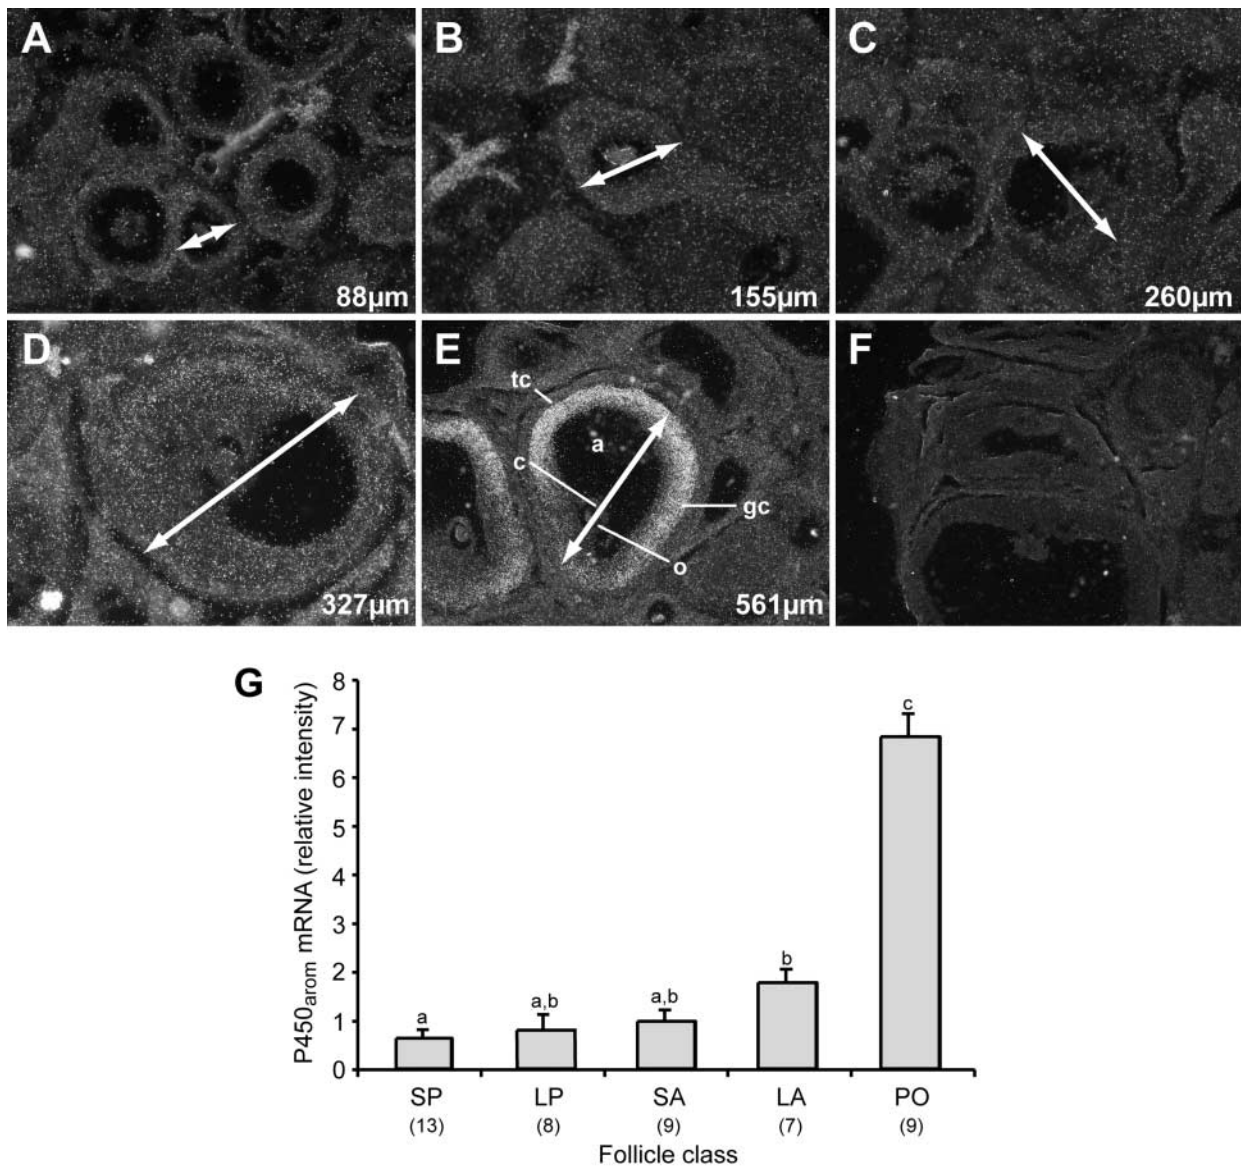 A
88µm
B
155µm
C
260µm
D
327µm
E
tc
a
c
gc
o
561µm
F
G
P450arom mRNA (relative intensity)
8
7
6
5
4
3
2
1
0
a
a,b
a,b
b
c
SP
LP
SA
LA
PO
(13)
(8)
(9)
(7)
(9)
Follicle class